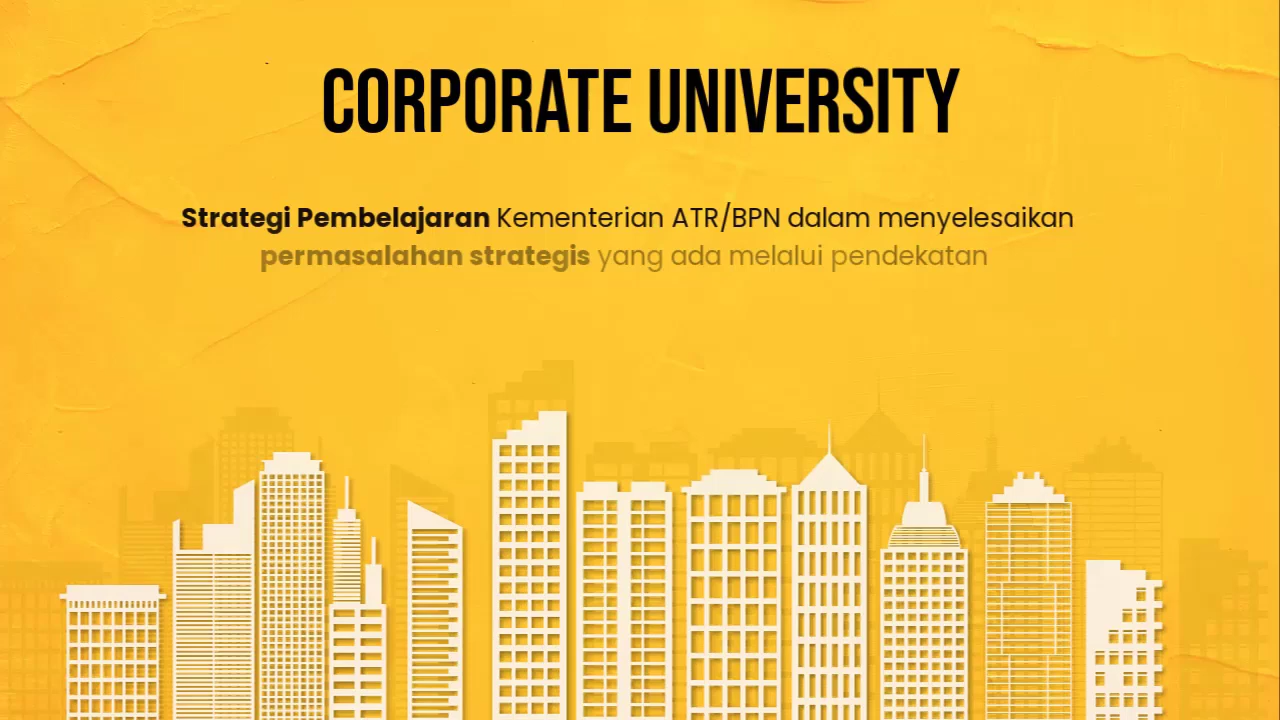 CORPORATE UNIVERSITY
Strategi Pembelajaran Kementerian ATR/BPN dalam menyelesaikan
permasalahan strategis yang ada melalui pendekatan